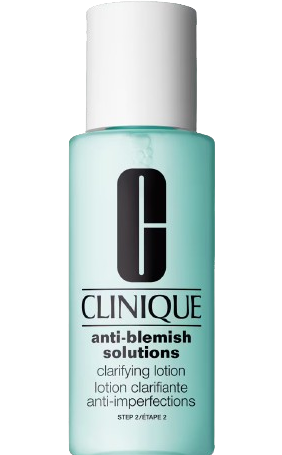 C
CLINIQUE
anti-blemish
solutions
clarifying lotion
lotion clarifiante
anti-imperfections
STEP 2/ÉTAPE 2